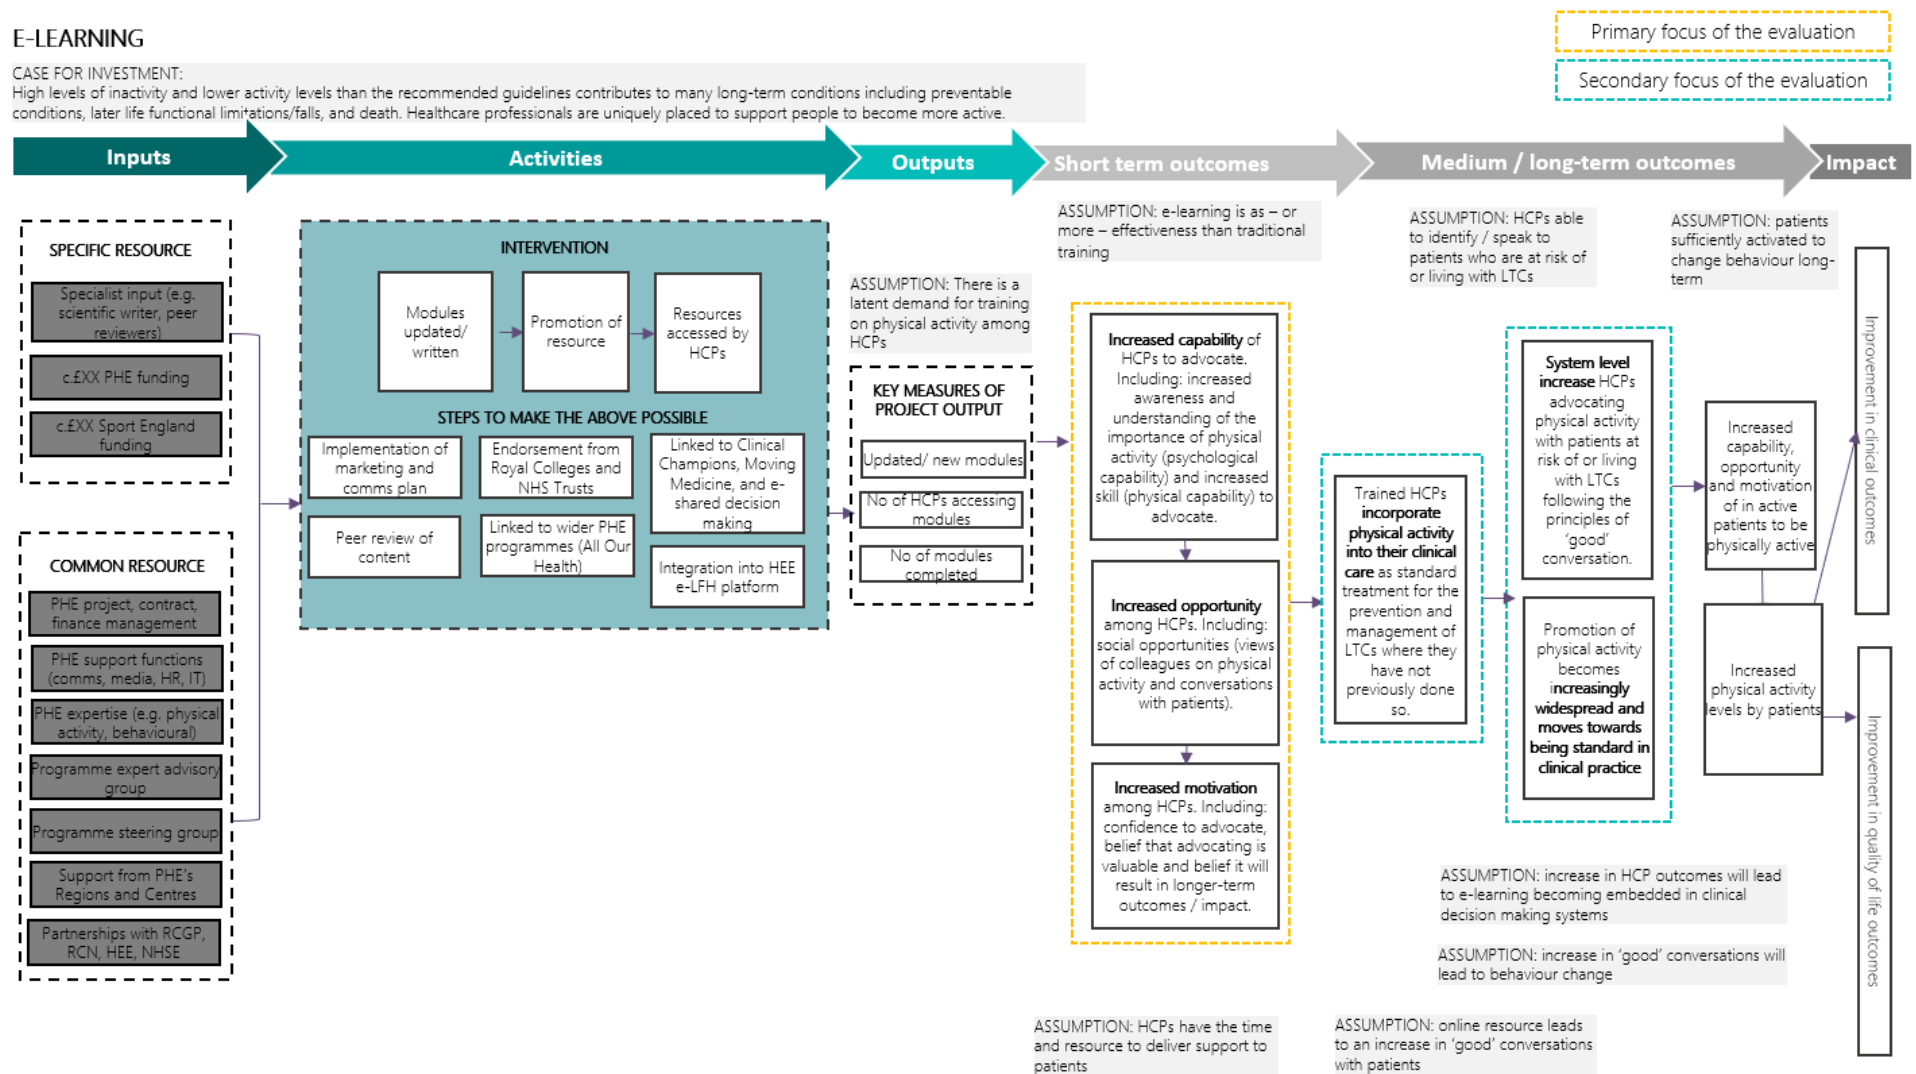 E-LEARNING
CASE FOR INVESTMENT:
High levels of inactivity and lower activity levels than the recommended guidelines contributes to many long-term conditions including preventable
conditions, later life functional limitations/falls, and death. Healthcare professionals are uniquely placed to support people to become more active.
Primary focus of the evaluation
Secondary focus of the evaluation
Inputs
Activities
Outputs
Short term outcomes
Medium / long-term outcomes
Impact
SPECIFIC RESOURCE
Specialist input (e.g.
scientific writer, peer
reviewers)
c.£XX PHE funding
c.£XX Sport England
funding
COMMON RESOURCE
PHE project, contract,
finance management
PHE support functions
(comms, media, HR, IT)
PHE expertise (e.g. physical
activity, behavioural)
Programme expert advisory
group
Programme steering group
Support from PHE's
Regions and Centres
Partnerships with RCGP,
RCN, HEE, NHSE
INTERVENTION
Modules
updated/
written
Promotion of
resource
Resources
accessed by
HCPs
STEPS TO MAKE THE ABOVE POSSIBLE
Implementation of
marketing and
comms plan
Endorsement from
Royal Colleges and
NHS Trusts
Linked to Clinical
Champions, Moving
Medicine, and e-
shared decision
making
Peer review of
content
Linked to wider PHE
programmes (All Our
Health)
Integration into HEE
e-LFH platform
ASSUMPTION: There is a
latent demand for training
on physical activity among
HCPs
KEY MEASURES OF
PROJECT OUTPUT
Updated/ new modules
No of HCPs accessing
modules
No of modules
completed
ASSUMPTION: e-learning is as – or
more – effectiveness than traditional
training
Increased capability of
HCPs to advocate.
Including: increased
awareness and
understanding of the
importance of physical
activity (psychological
capability) and increased
skill (physical capability) to
advocate.
Increased opportunity
among HCPs. Including:
social opportunities (views
of colleagues on physical
activity and conversations
with patients).
Increased motivation
among HCPs. Including:
confidence to advocate,
belief that advocating is
valuable and belief it will
result in longer-term
outcomes / impact.
ASSUMPTION: HCPs have the time
and resource to deliver support to
patients
ASSUMPTION: HCPs able
to identify / speak to
patients who are at risk of
or living with LTCs
Trained HCPs
incorporate
physical activity
into their clinical
care as standard
treatment for the
prevention and
management of
LTCs where they
have not
previously done
so.
System level
increase HCPs
advocating
physical activity
with patients at
risk of or living
with LTCs
following the
principles of
'good'
conversation.
Promotion of
physical activity
becomes
increasingly
widespread and
moves towards
being standard in
clinical practice
ASSUMPTION: patients
sufficiently activated to
change behaviour long-
term
Increased
capability,
opportunity
and motivation
of in active
patients to be
physically active
Increased
physical activity
levels by patients
ASSUMPTION: increase in HCP outcomes will lead
to e-learning becoming embedded in clinical
decision making systems
ASSUMPTION: increase in 'good' conversations will
lead to behaviour change
ASSUMPTION: online resource leads
to an increase in 'good' conversations
with patients
Improvement in clinical outcomes
Improvement in quality of life outcomes